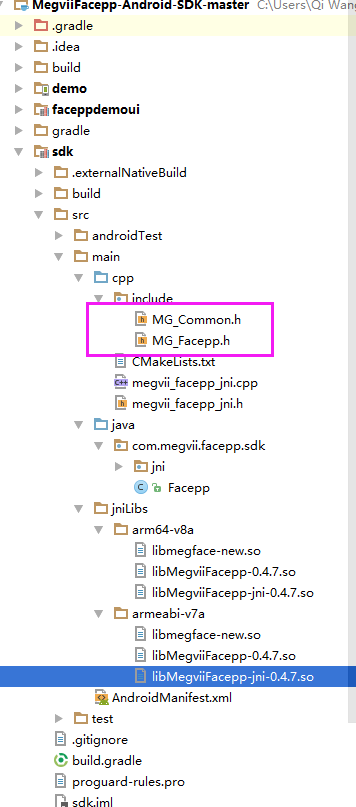 MegviiFacepp-Android-SDK-master C:\Users\Qi Wang
.gradle
.idea
build
demo
faceppdemoui
gradle
sdk
.externalNativeBuild
build
src
androidTest
main
cpp
include
MG_Common.h
MG_Facepp.h
CMakeLists.txt
megvii_facepp_jni.cpp
megvii_facepp_jni.h
java
com.megvii.facepp.sdk
jni
Facepp
jniLibs
arm64-v8a
libmegface-new.so
libMegviiFacepp-0.4.7.so
libMegviiFacepp-jni-0.4.7.so
armeabi-v7a
libmegface-new.so
libMegviiFacepp-0.4.7.so
libMegviiFacepp-jni-0.4.7.so
AndroidManifest.xml
test
.gitignore
build.gradle
proguard-rules.pro
sdk.iml